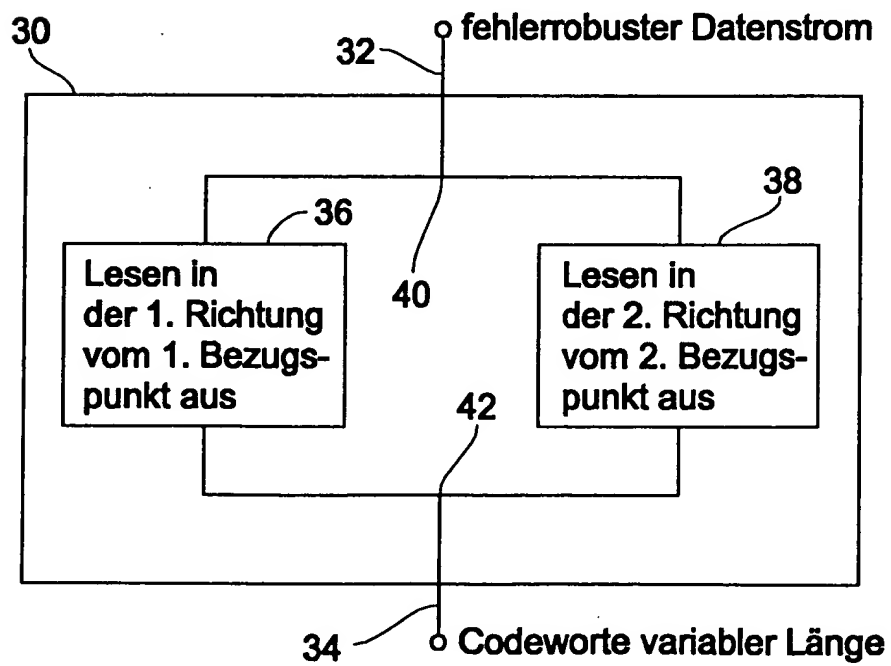 fehlerrobuster Datenstrom
30
32
36
38
Lesen in
der 1. Richtung
vom 1. Bezugs-
punkt aus
40
Lesen in
der 2. Richtung
vom 2. Bezugs-
punkt aus
42
34
Codeworte variabler Länge